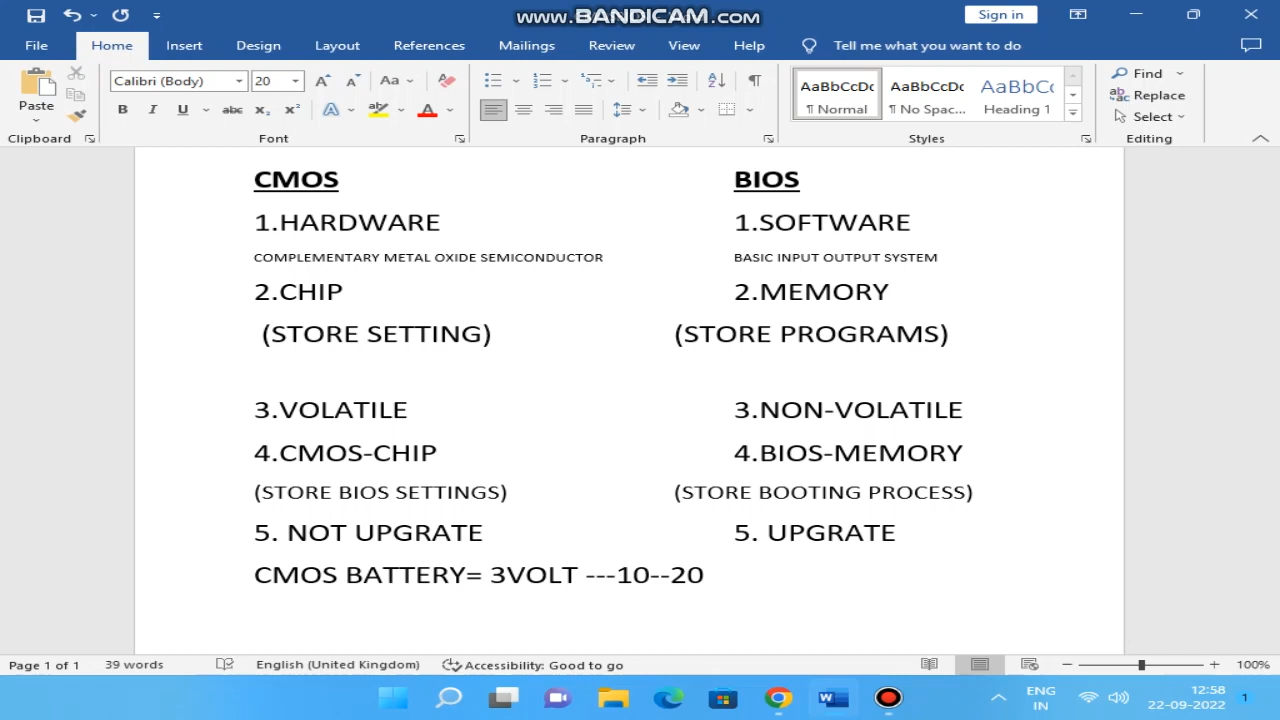 www.BANDICAM.com
Sign in
File Home Insert Design Layout References Mailings Review View Help Tell me what you want to do
Paste
Calibri (Body) 20 Aa
B I U abc X₂ X² A A
Clipboard Font Paragraph Styles Editing
AaBbCcDc AaBbCcDc AaBbCc
¶ Normal ¶ No Spac... Heading 1
Find
Replace
Select
CMOS BIOS
1.HARDWARE 1.SOFTWARE
COMPLEMENTARY METAL OXIDE SEMICONDUCTOR BASIC INPUT OUTPUT SYSTEM
2.CHIP 2.MEMORY
(STORE SETTING) (STORE PROGRAMS)
3.VOLATILE 3.NON-VOLATILE
4.CMOS-CHIP 4.BIOS-MEMORY
(STORE BIOS SETTINGS) (STORE BOOTING PROCESS)
5. NOT UPGRATE 5. UPGRATE
CMOS BATTERY= 3VOLT ---10--20
Page 1 of 1 39 words English (United Kingdom) Accessibility: Good to go 100%
ENG
IN
12:58
22-09-2022
1